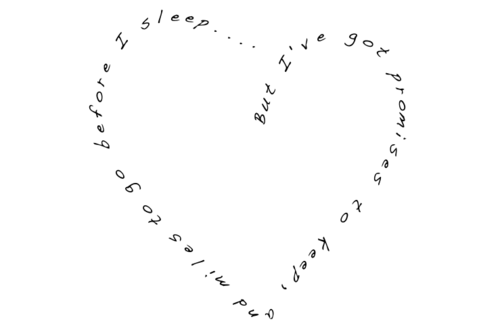 But I've got promises to keep, and miles to go before I sleep....